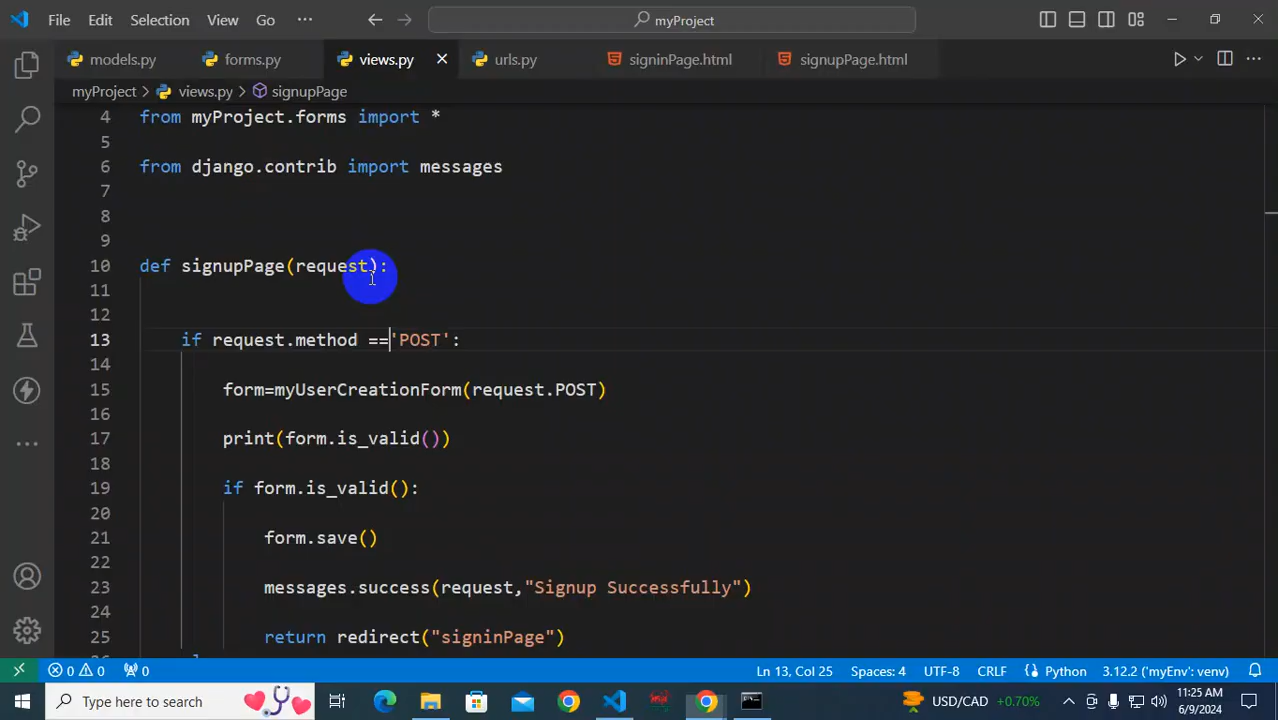 File Edit Selection View Go ··· myProject
models.py forms.py views.py urls.py signinPage.html signupPage.html
myProject > views.py > signupPage
4 from myProject.forms import *
5
6 from django.contrib import messages
7
8
9
10 def signupPage(request):
11
12
13 if request.method =='POST':
14
15 form=myUserCreationForm(request.POST)
16
17 print(form.is_valid())
18
19 if form.is_valid():
20
21 form.save()
22
23 messages.success(request,"Signup Successfully")
24
25 return redirect("signinPage")
0 0 0 Ln 13, Col 25 Spaces: 4 UTF-8 CRLF Python 3.12.2 ('myEnv': venv)
Type here to search USD/CAD +0.70% 11:25 AM
6/9/2024